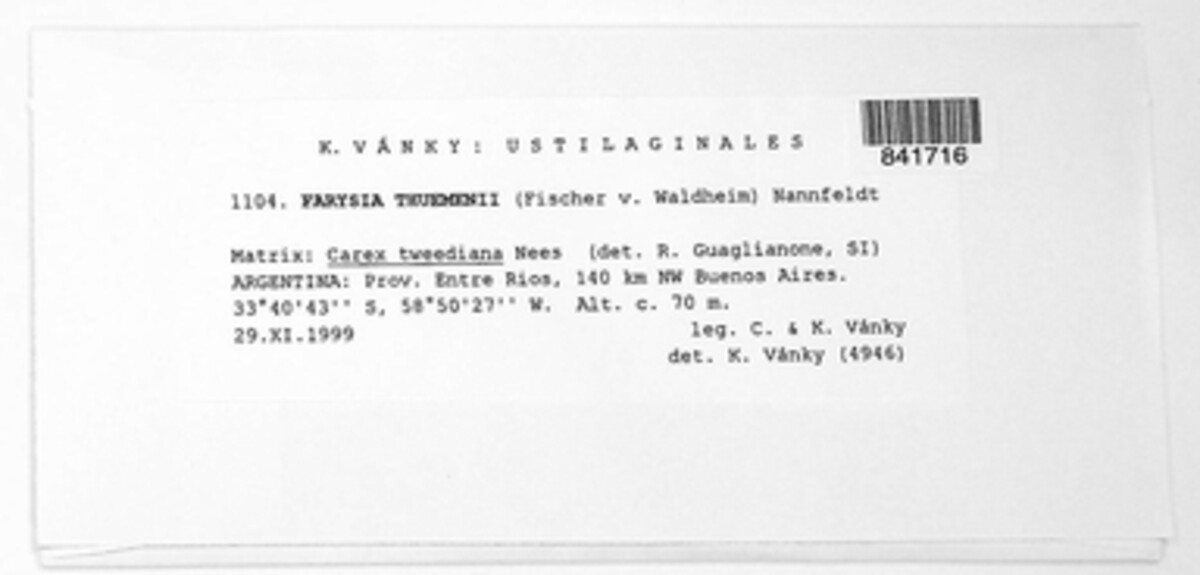 K. VÁNKY: USTILAGINALES
841716
1104. FARYSIA THUEMENII (Fischer v. Waldheim) Nannfeldt
Matrix: Carex tweediana Nees (det. R. Guaglianone, SI)
ARGENTINA: Prov. Entre Rios, 140 km NW Buenos Aires.
33°40'43'' S, 58°50'27'' W. Alt. c. 70 m.
29.XI.1999 leg. C. & K. Vánky
det. K. Vánky (4946)